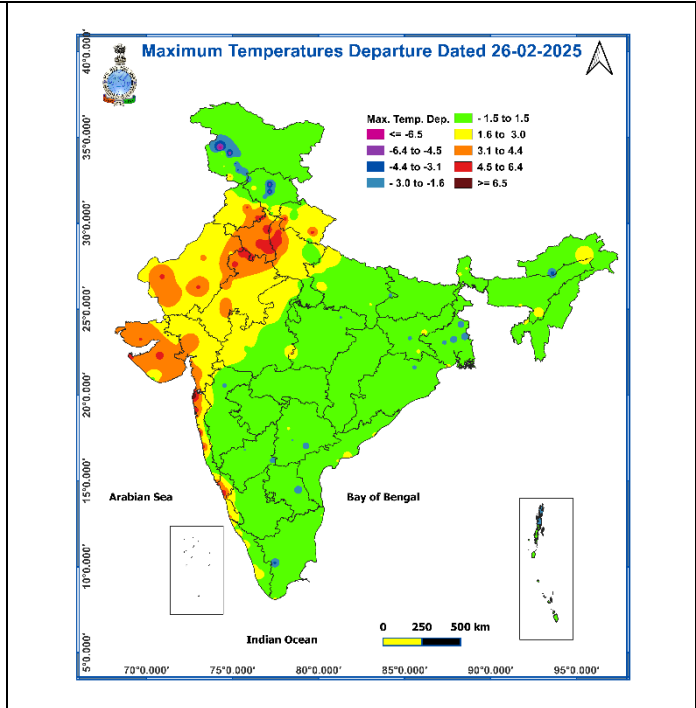 Maximum Temperatures Departure Dated 26-02-2025
Max. Temp. Dep.
<= -6.5
-6.4 to -4.5
-4.4 to -3.1
- 3.0 to -1.6
- 1.5 to 1.5
1.6 to 3.0
3.1 to 4.4
4.5 to 6.4
>= 6.5
40°0.000'
35°0.000'
30°0.000'
25°0.000'
20°0.000'
15°0.000'
10°0.000'
5°0.000'
Arabian Sea
Bay of Bengal
Indian Ocean
0 250 500 km
70°0.000' 75°0.000' 80°0.000' 85°0.000' 90°0.000' 95°0.000'